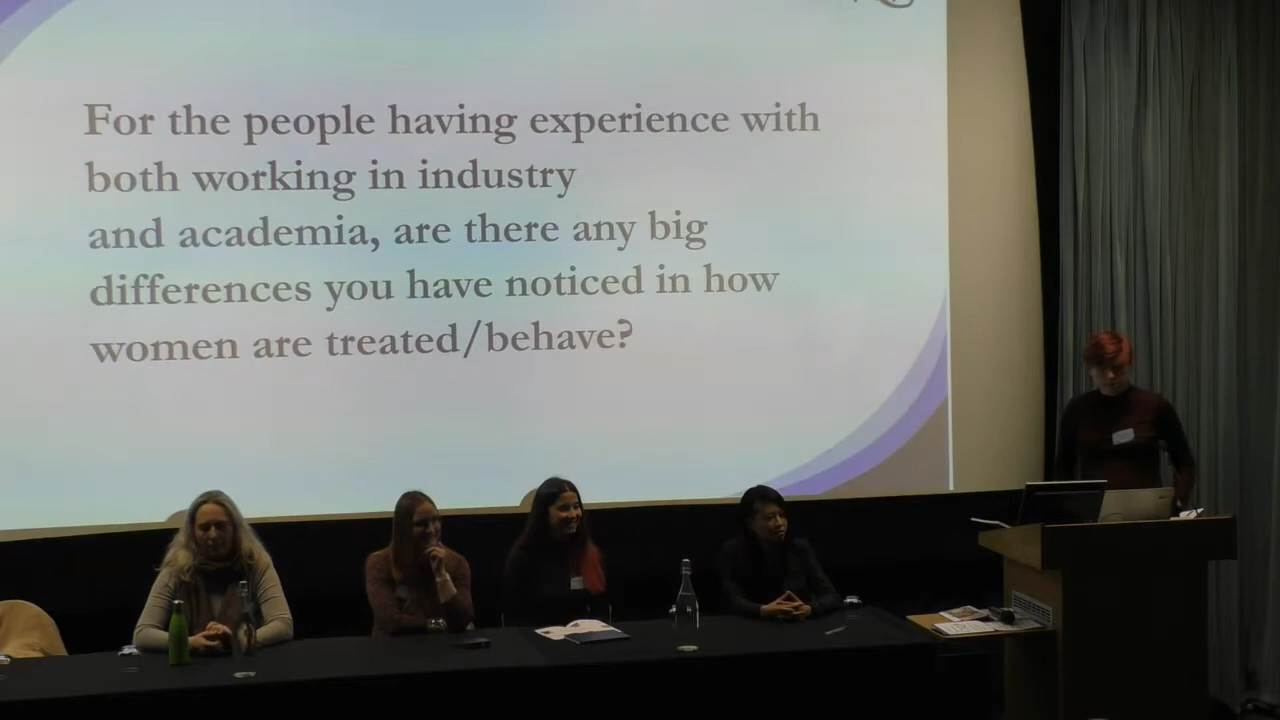 For the people having experience with
both working in industry
and academia, are there any big
differences you have noticed in how
women are treated/behave?